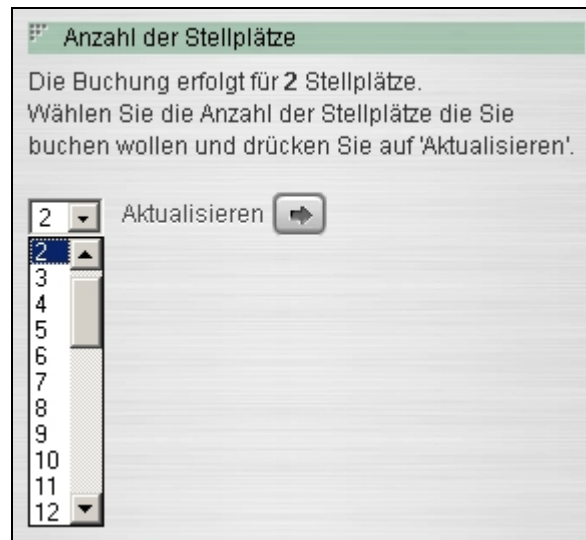 Anzahl der Stellplätze
Die Buchung erfolgt für 2 Stellplätze.
Wählen Sie die Anzahl der Stellplätze die Sie
buchen wollen und drücken Sie auf 'Aktualisieren'.
2 Aktualisieren
2
3
4
5
6
7
8
9
10
11
12